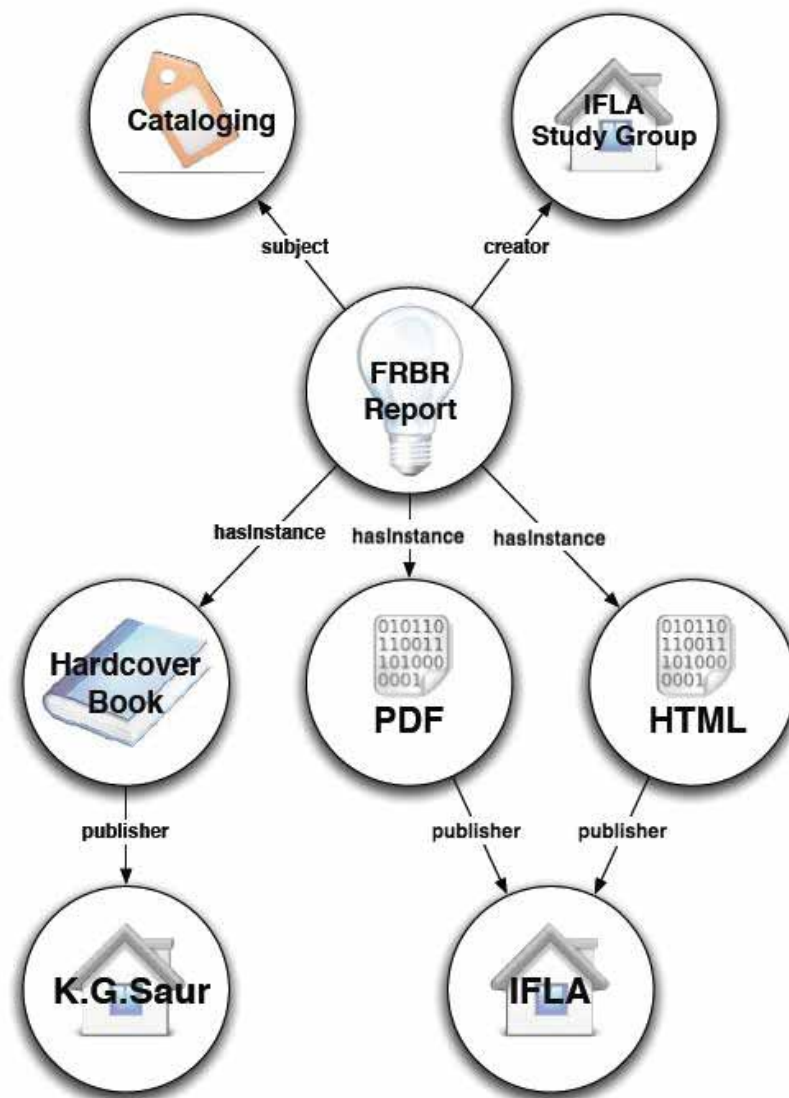 Cataloging
IFLA
Study Group
subject
creator
FRBR
Report
hasInstance
hasInstance
hasInstance
Hardcover
Book
010110
110011
101000
0001
PDF
010110
110011
101000
0001
HTML
publisher
publisher
publisher
K.G.Saur
IFLA